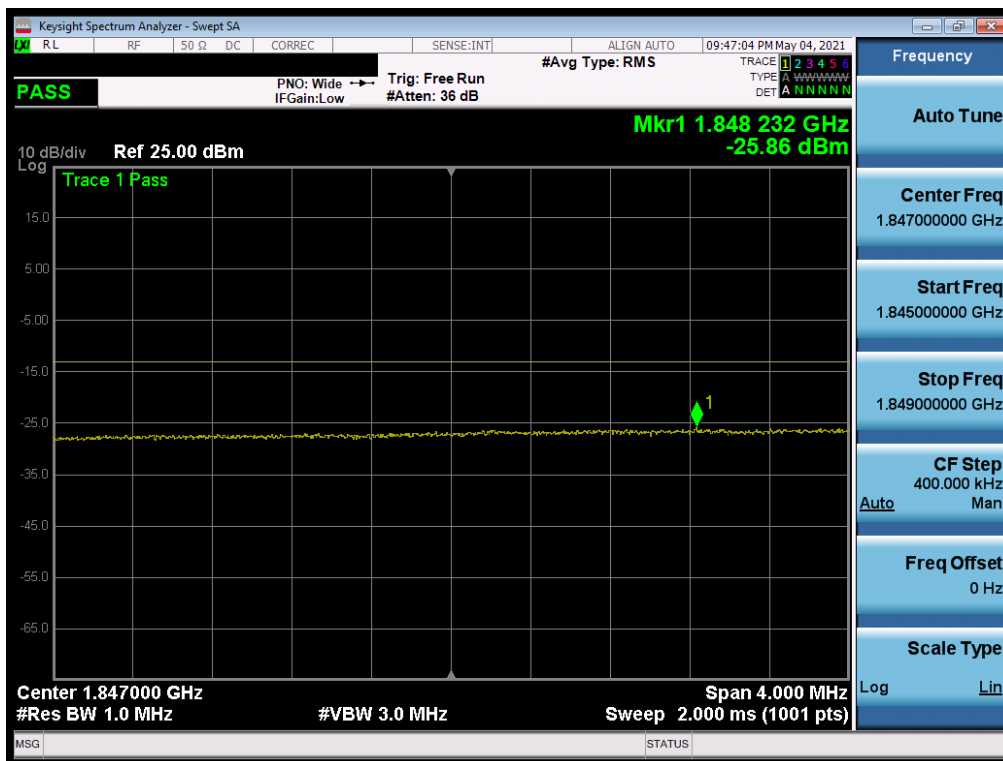 Keysight Spectrum Analyzer - Swept SA
LXI RL RF 50 Ω DC CORREC SENSE:INT ALIGN AUTO 09:47:04 PM May 04, 2021
#Avg Type: RMS
TRACE 1 2 3 4 5 6
TYPE A WWWWW
DET A N N N N N
PASS
PNO: Wide
IFGain:Low
Trig: Free Run
#Atten: 36 dB
Mkr1 1.848 232 GHz
-25.86 dBm
10 dB/div
Log
Ref 25.00 dBm
Trace 1 Pass
15.0
5.00
-5.00
-15.0
-25.0
-35.0
-45.0
-55.0
-65.0
1
Center 1.847000 GHz
Span 4.000 MHz
#Res BW 1.0 MHz
#VBW 3.0 MHz
Sweep 2.000 ms (1001 pts)
MSG
STATUS
Frequency
Auto Tune
Center Freq
1.847000000 GHz
Start Freq
1.845000000 GHz
Stop Freq
1.849000000 GHz
CF Step
400.000 kHz
Auto Man
Freq Offset
0 Hz
Scale Type
Log Lin